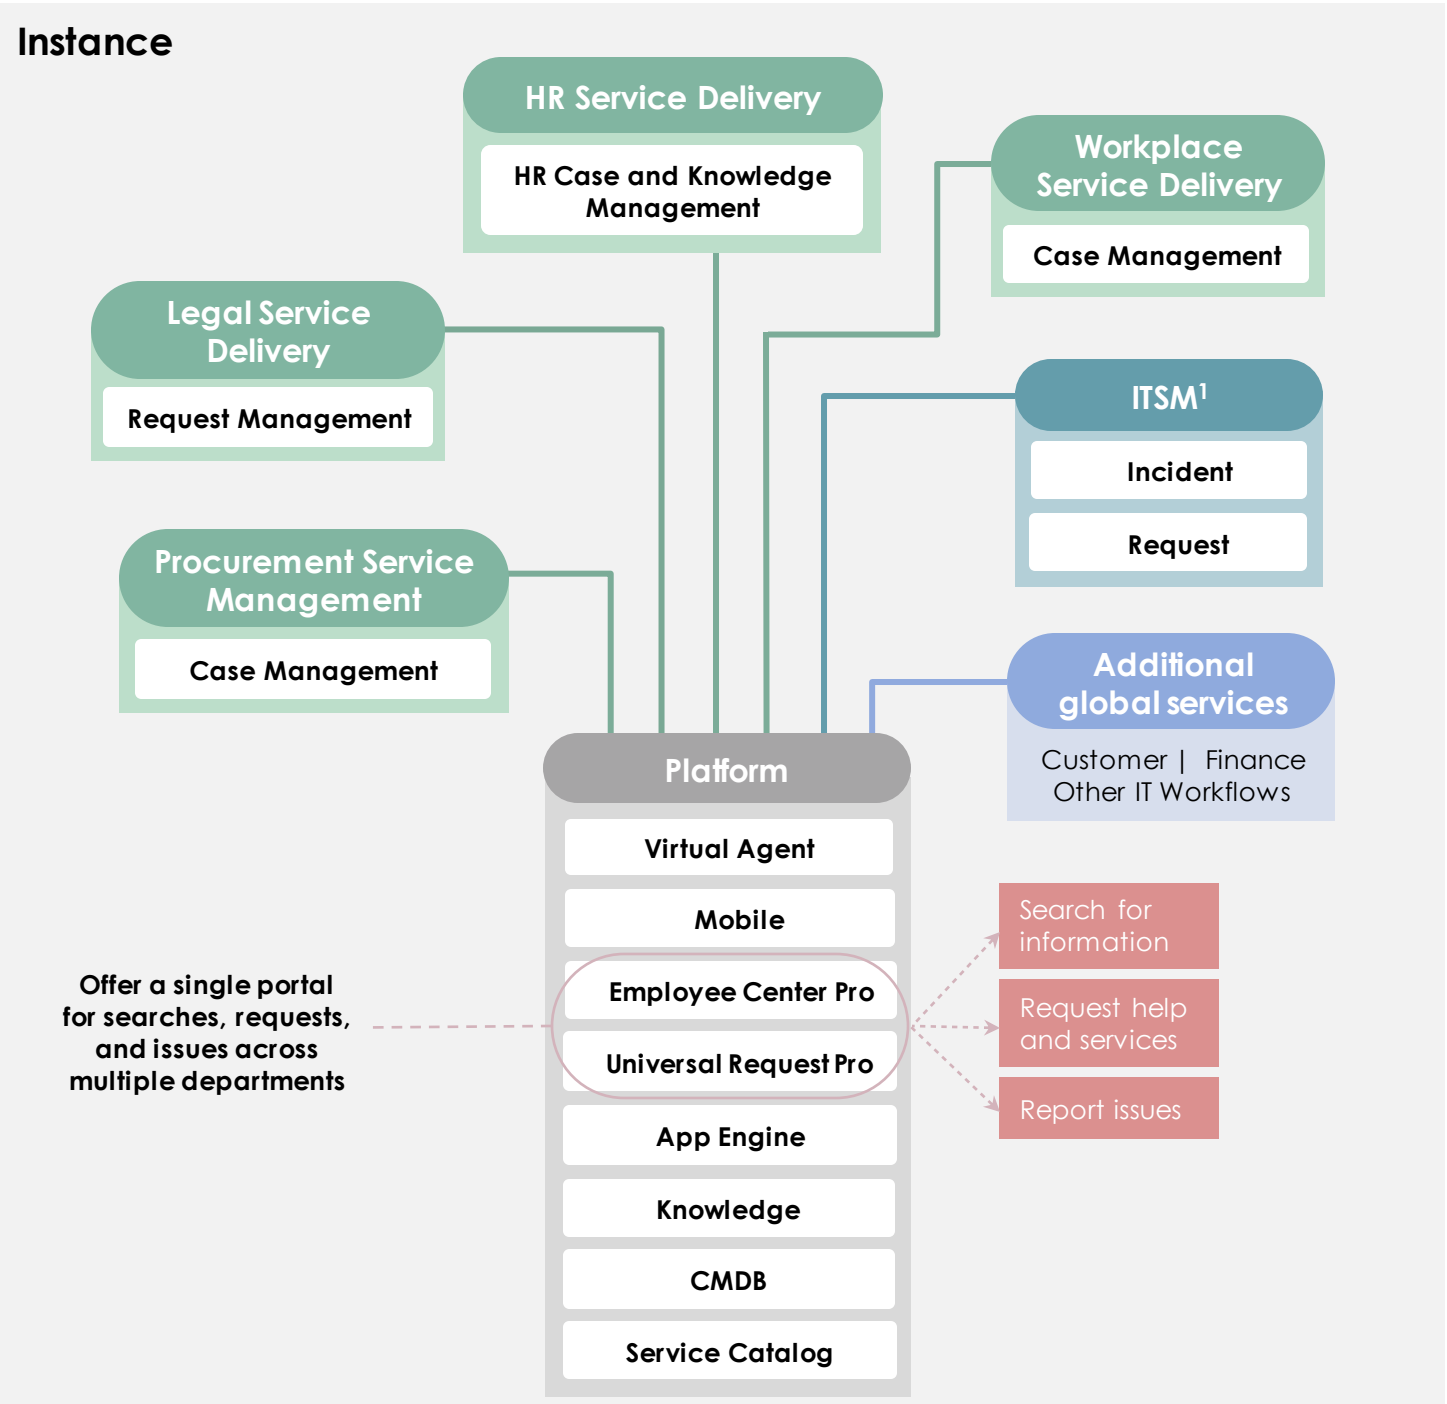 Instance
HR Service Delivery
HR Case and Knowledge
Management
Workplace
Service Delivery
Case Management
Legal Service
Delivery
Request Management
ITSM¹
Incident
Request
Procurement Service
Management
Case Management
Additional
global services
Customer | Finance
Other IT Workflows
Platform
Virtual Agent
Mobile
Employee Center Pro
Universal Request Pro
App Engine
Knowledge
CMDB
Service Catalog
Offer a single portal
for searches, requests,
and issues across
multiple departments
Search for
information
Request help
and services
Report issues